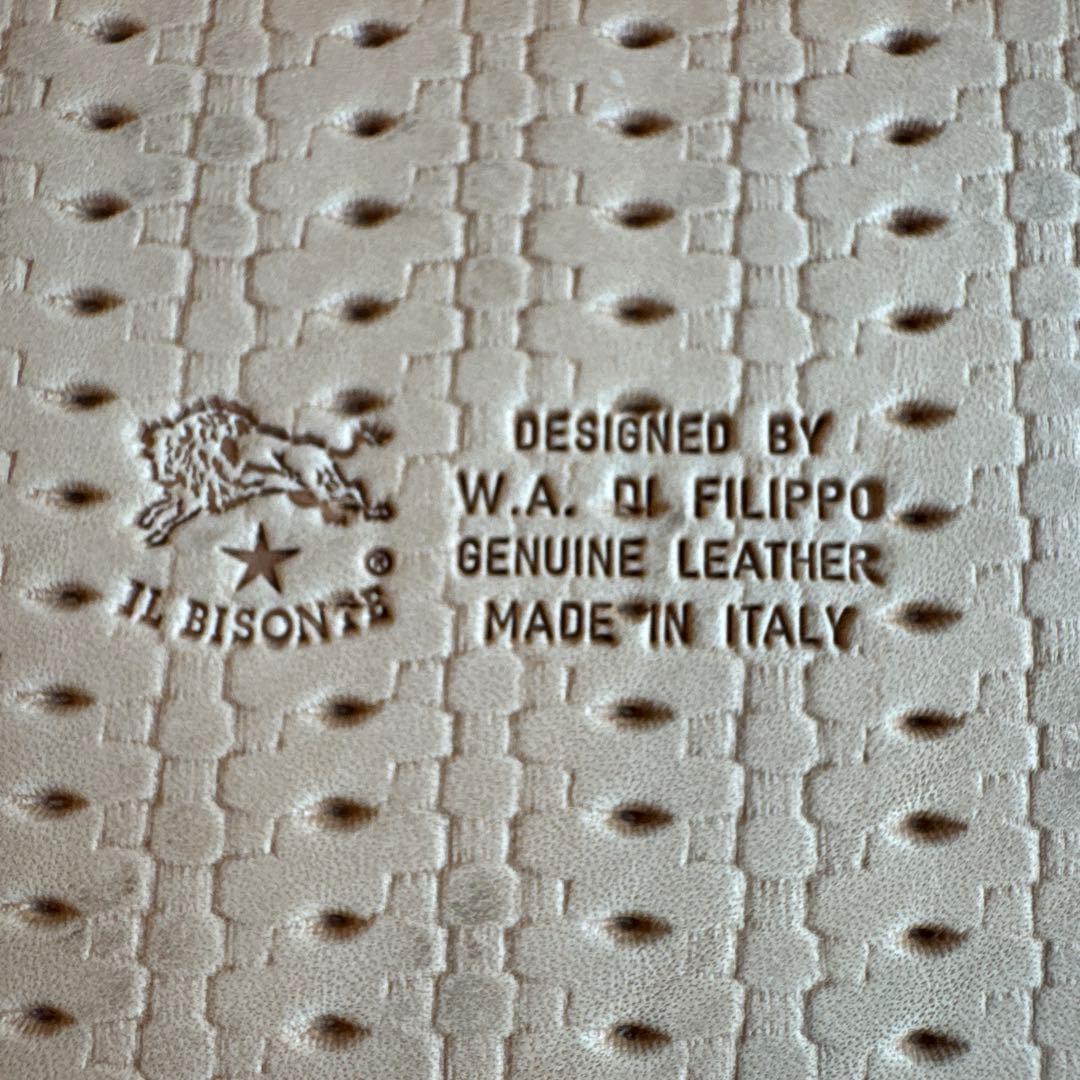 IL BISONTE ®
DESIGNED BY
W.A. DI FILIPPO
GENUINE LEATHER
MADE IN ITALY